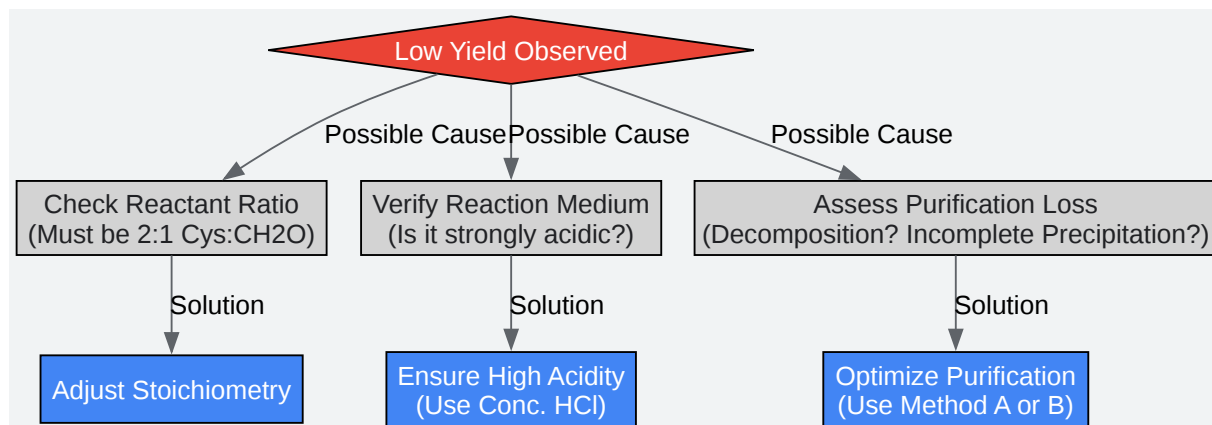 Low Yield Observed
Possible Cause
Possible Cause
Possible Cause
Check Reactant Ratio
(Must be 2:1 Cys:CH2O)
Verify Reaction Medium
(Is it strongly acidic?)
Assess Purification Loss
(Decomposition? Incomplete Precipitation?)
Solution
Solution
Solution
Adjust Stoichiometry
Ensure High Acidity
(Use Conc. HCl)
Optimize Purification
(Use Method A or B)